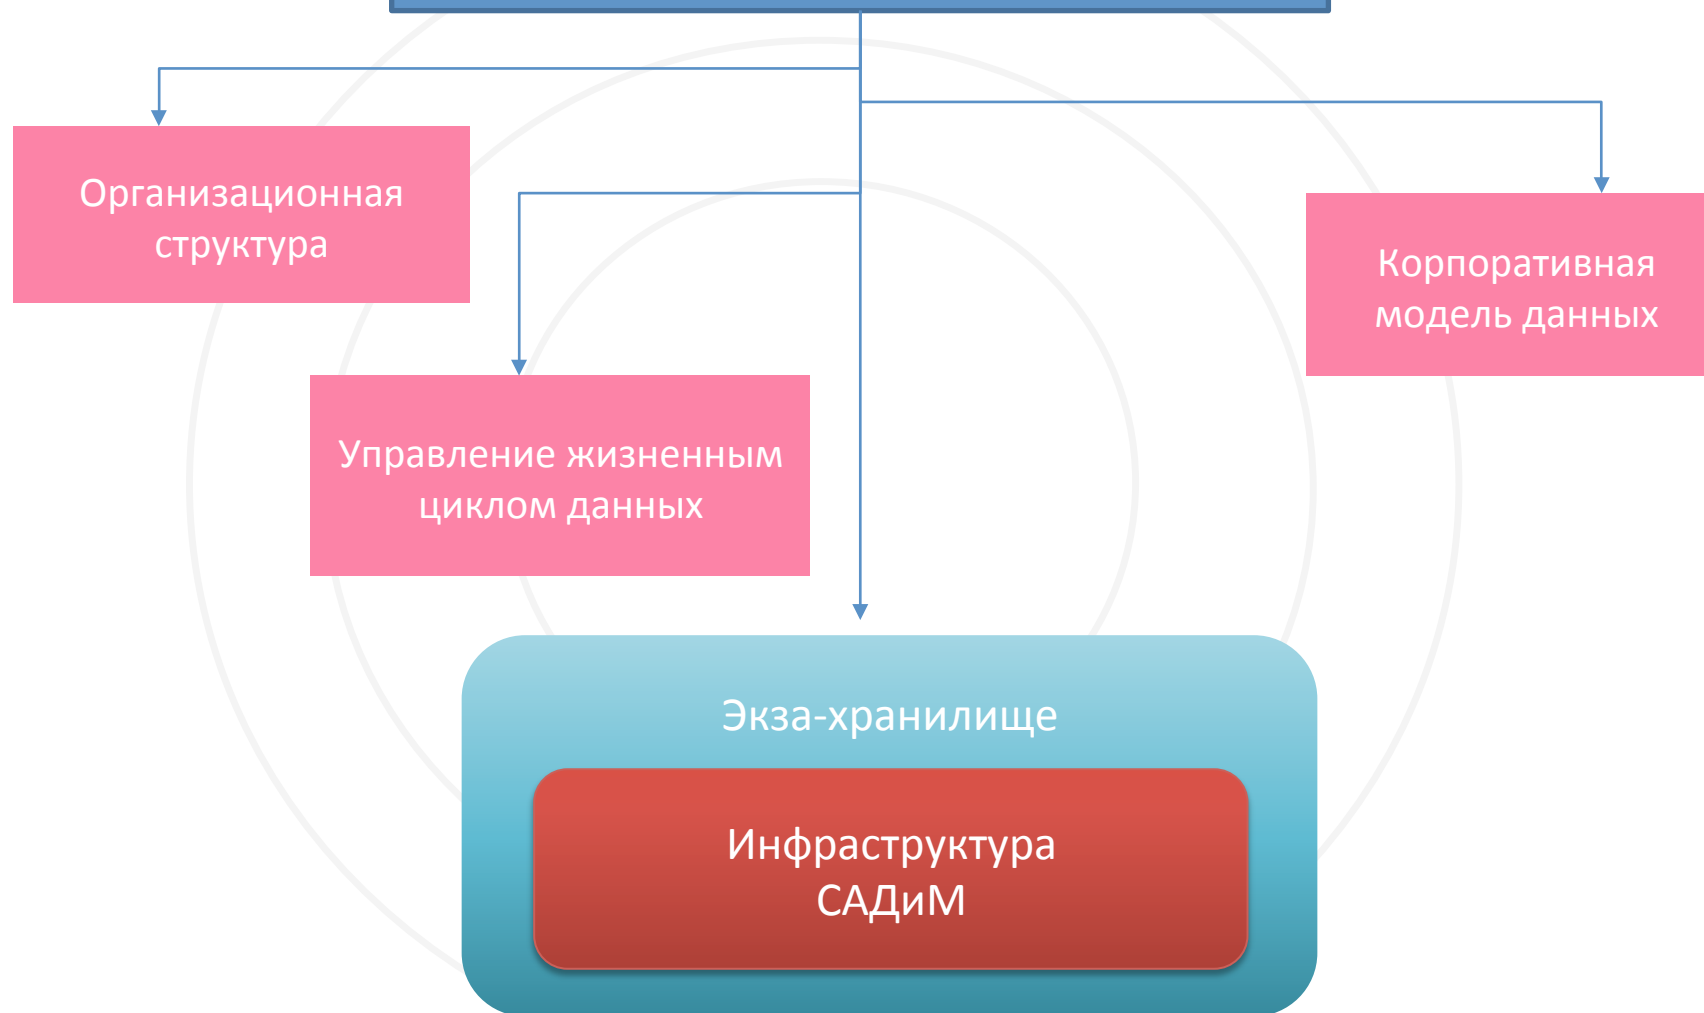 Организационная
структура
Корпоративная
модель данных
Управление жизненным
циклом данных
Экза-хранилище
Инфраструктура
САДиМ